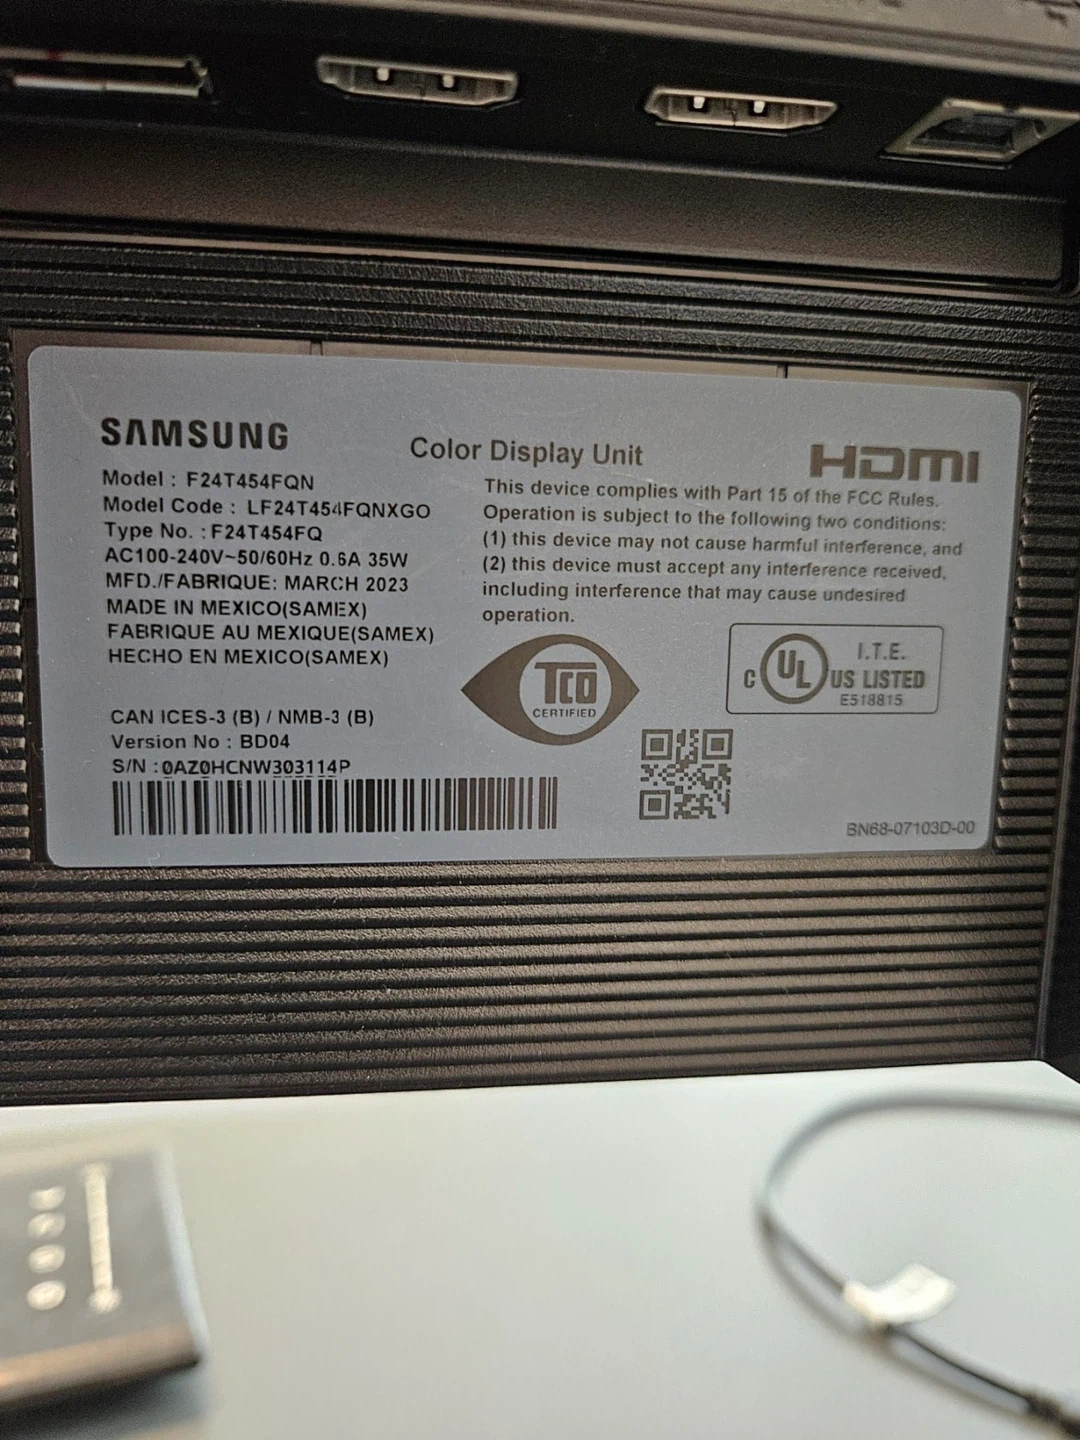 SAMSUNG
Model : F24T454FQN
Model Code : LF24T454FQNXGO
Type No. : F24T454FQ
AC100-240V~50/60Hz 0.6A 35W
MFD./FABRIQUE: MARCH 2023
MADE IN MEXICO(SAMEX)
FABRIQUE AU MEXIQUE(SAMEX)
HECHO EN MEXICO(SAMEX)
CAN ICES-3 (B) / NMB-3 (B)
Version No : BD04
S/N : 0AZ0HCNW303114P
Color Display Unit
HDMI
This device complies with Part 15 of the FCC Rules.
Operation is subject to the following two conditions:
(1) this device may not cause harmful interference, and
(2) this device must accept any interference received,
including interference that may cause undesired
operation.
TCO
CERTIFIED
C UL US LISTED
I.T.E.
E518815
BN68-07103D-00